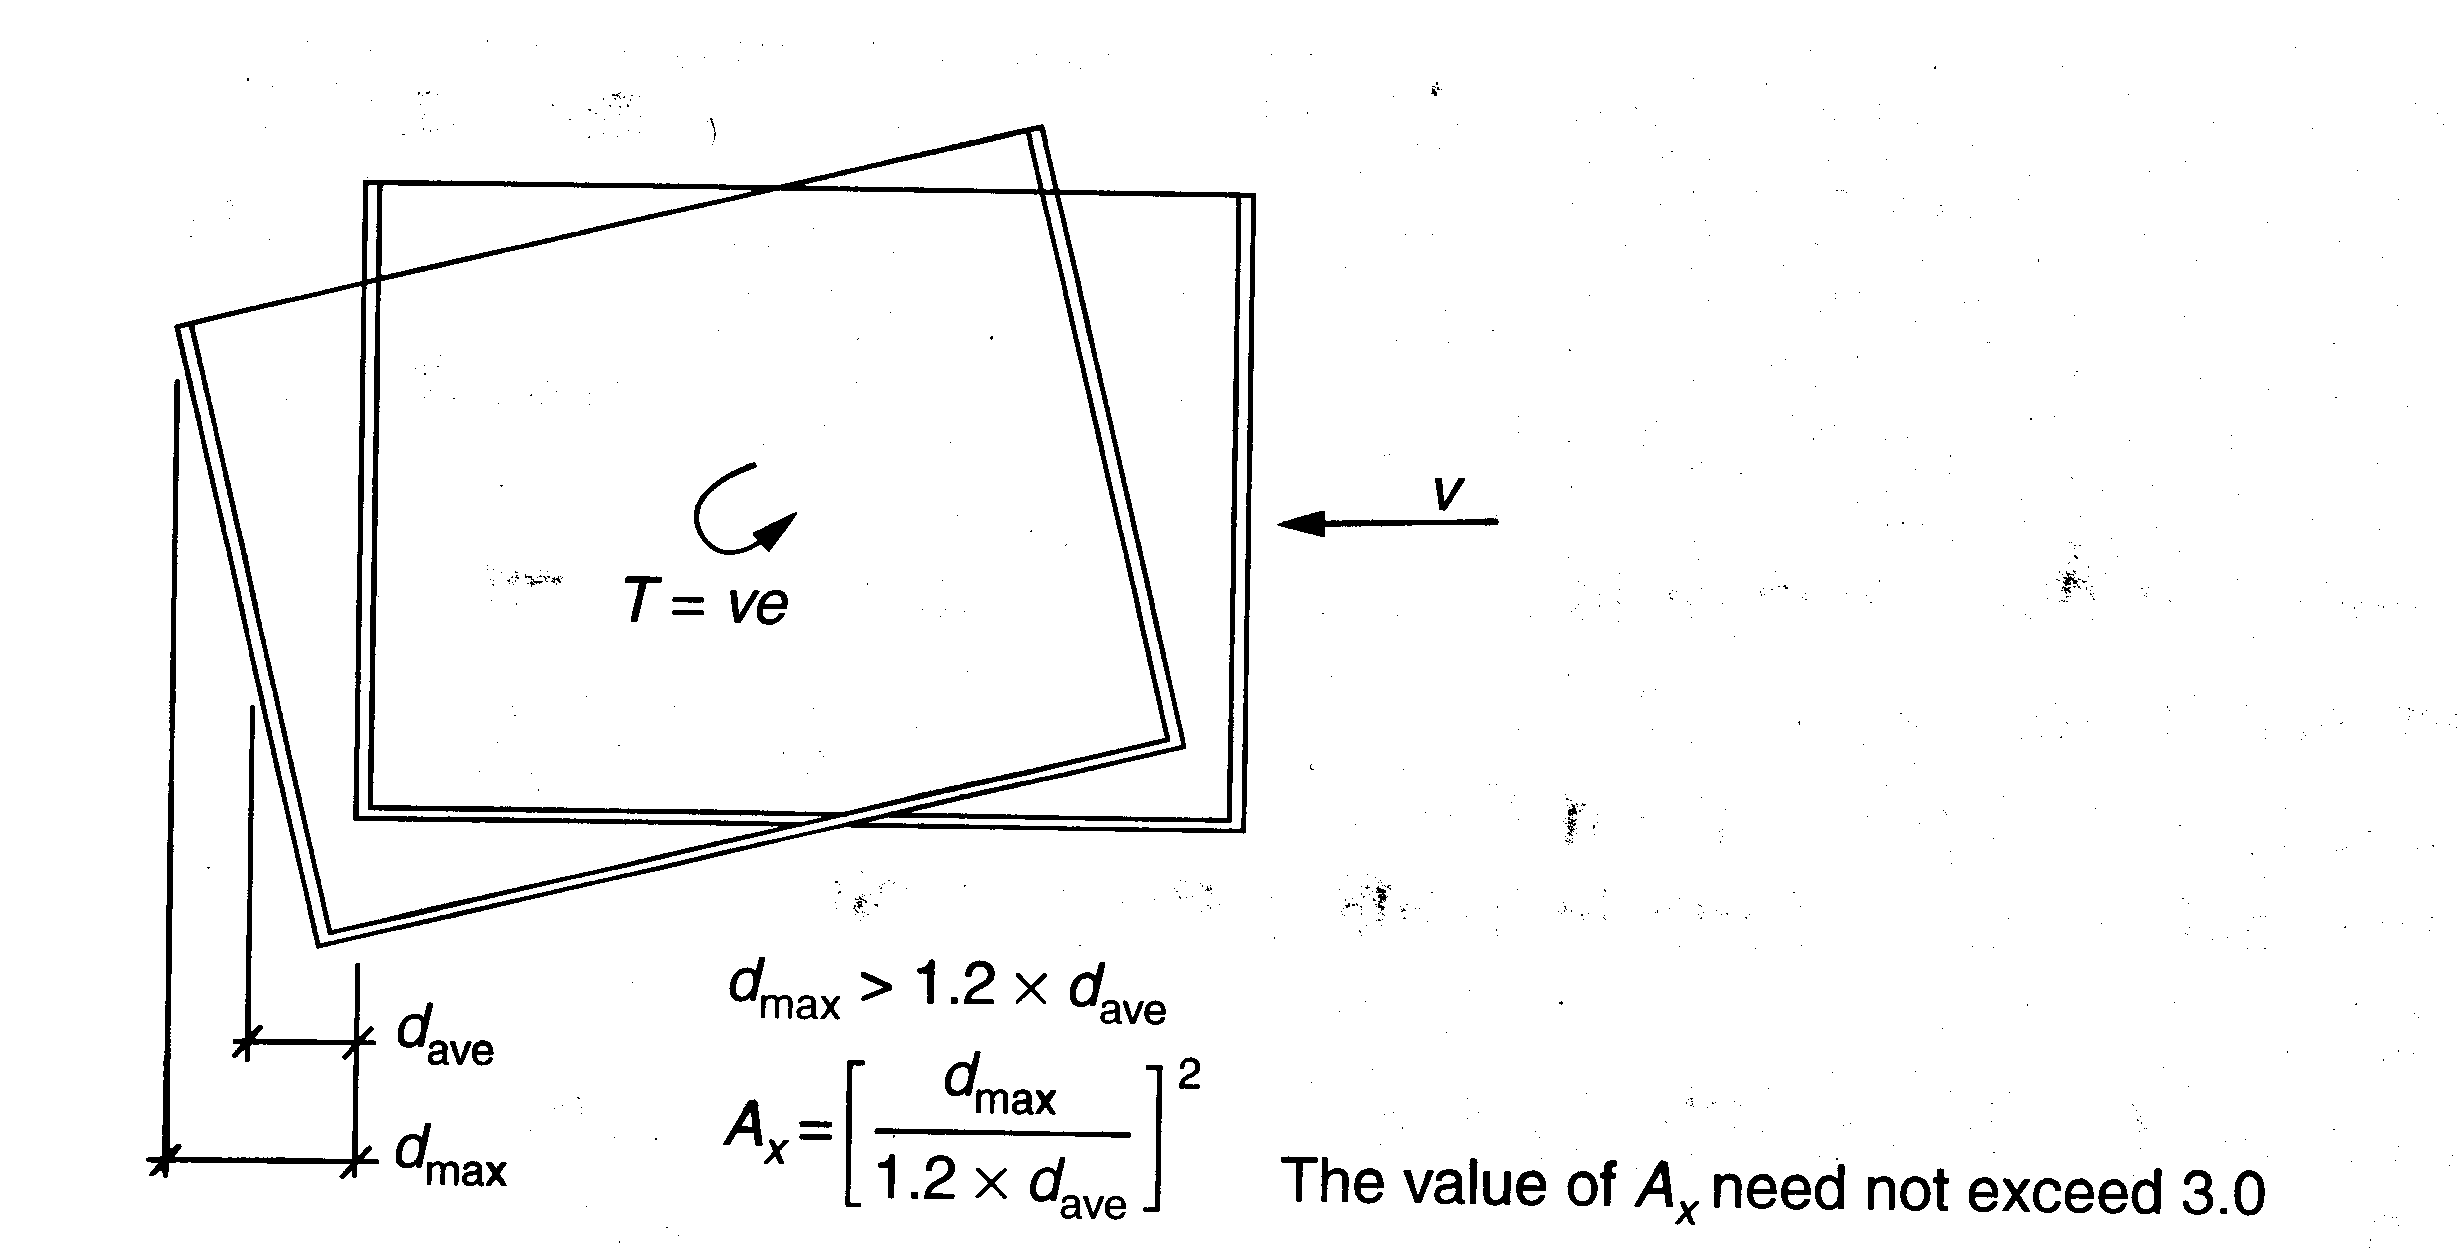 v
T = ve
d_max > 1.2 × d_ave
d_ave
A_x = [ d_max / 1.2 × d_ave ]^2
d_max
The value of A_x need not exceed 3.0